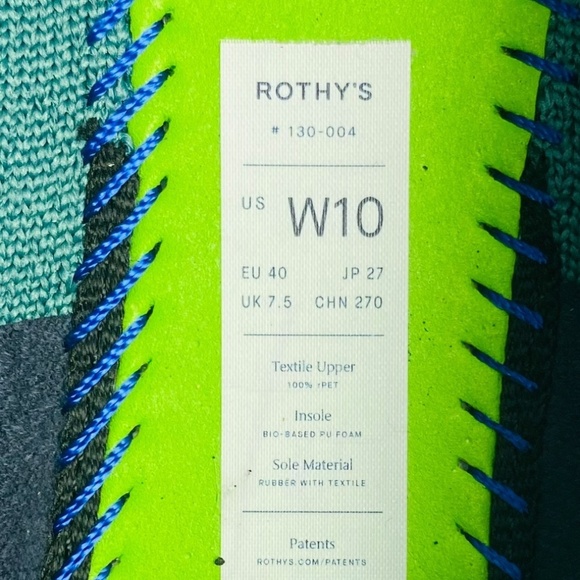 ROTHY'S
# 130-004
US W10
EU 40 JP 27
UK 7.5 CHN 270
Textile Upper
100% rPET
Insole
BIO-BASED PU FOAM
Sole Material
RUBBER WITH TEXTILE
Patents
ROTHYS.COM/PATENTS